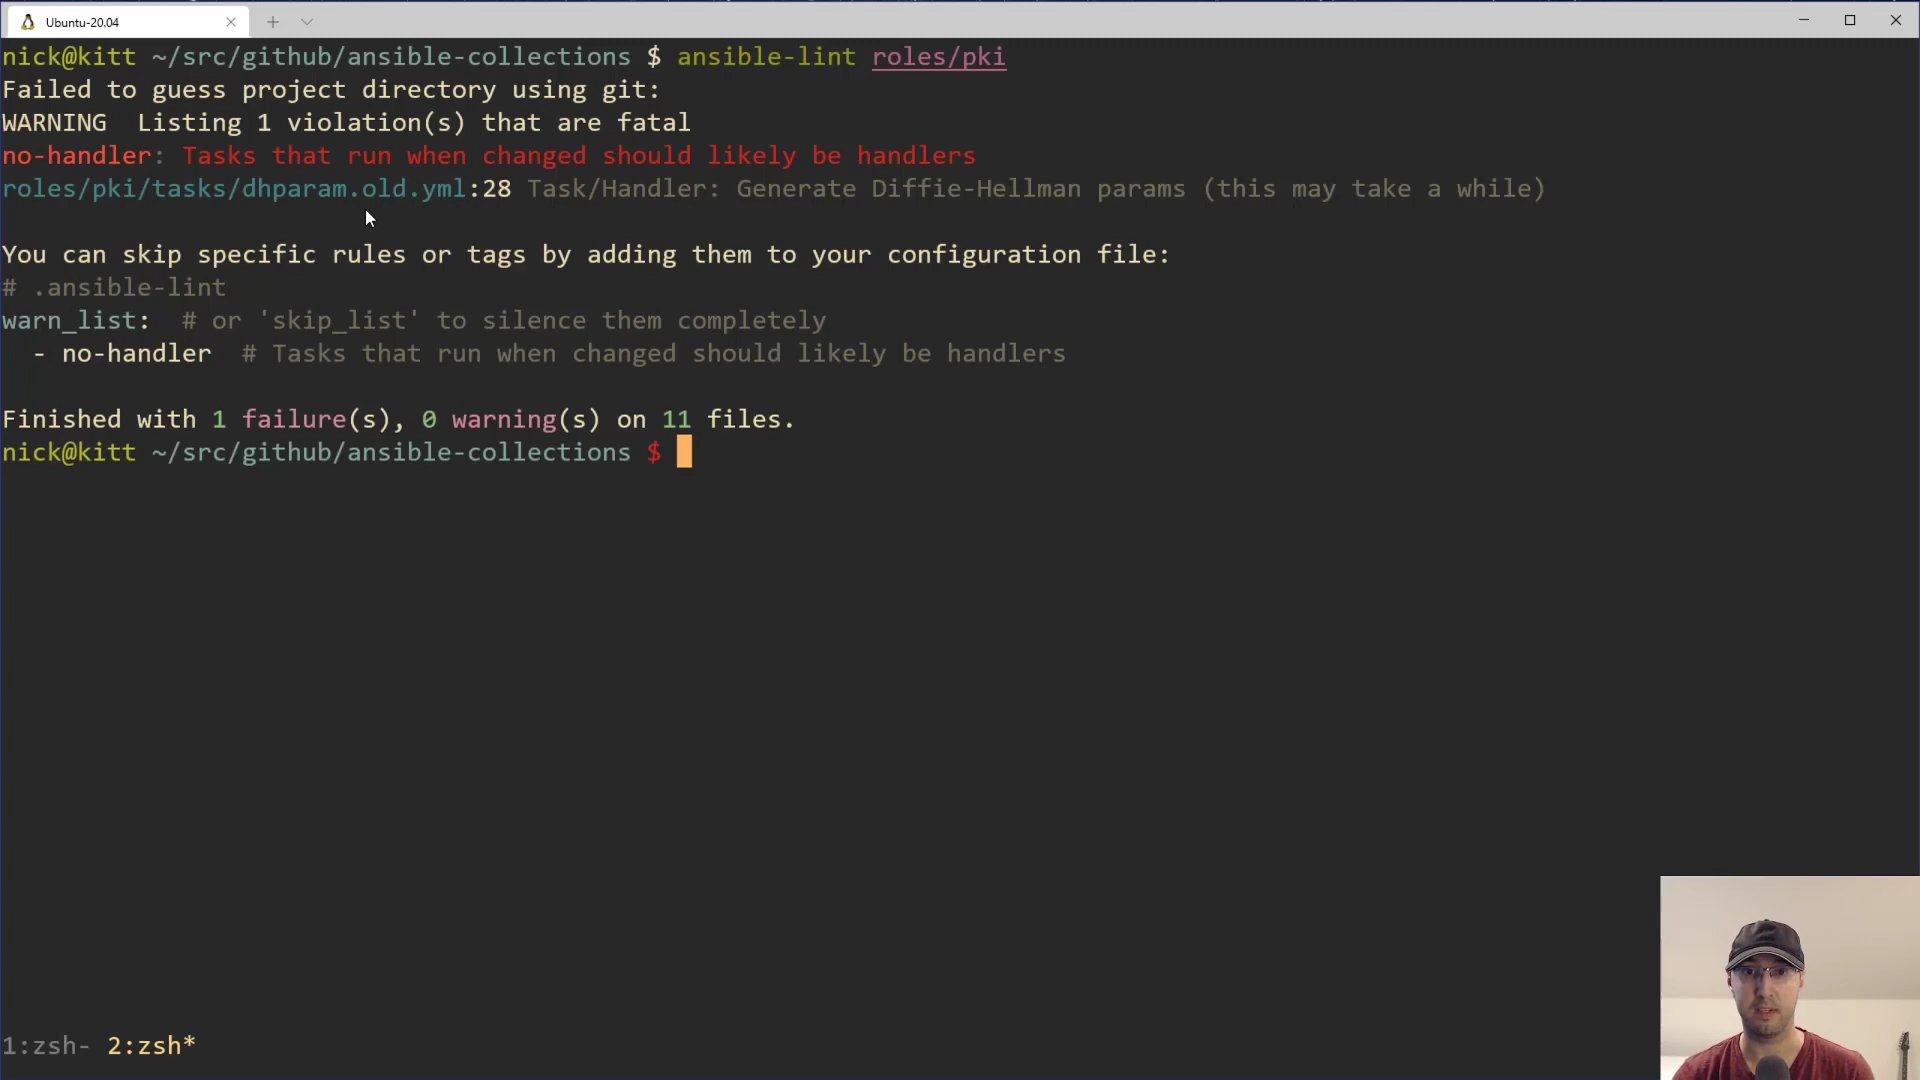 Ubuntu-20.04
nick@kitt ~/src/github/ansible-collections $ ansible-lint roles/pki
Failed to guess project directory using git:
WARNING  Listing 1 violation(s) that are fatal
no-handler: Tasks that run when changed should likely be handlers
roles/pki/tasks/dhparam.old.yml:28 Task/Handler: Generate Diffie-Hellman params (this may take a while)
You can skip specific rules or tags by adding them to your configuration file:
# .ansible-lint
warn_list:  # or 'skip_list' to silence them completely
  - no-handler  # Tasks that run when changed should likely be handlers
Finished with 1 failure(s), 0 warning(s) on 11 files.
nick@kitt ~/src/github/ansible-collections $
1:zsh- 2:zsh*